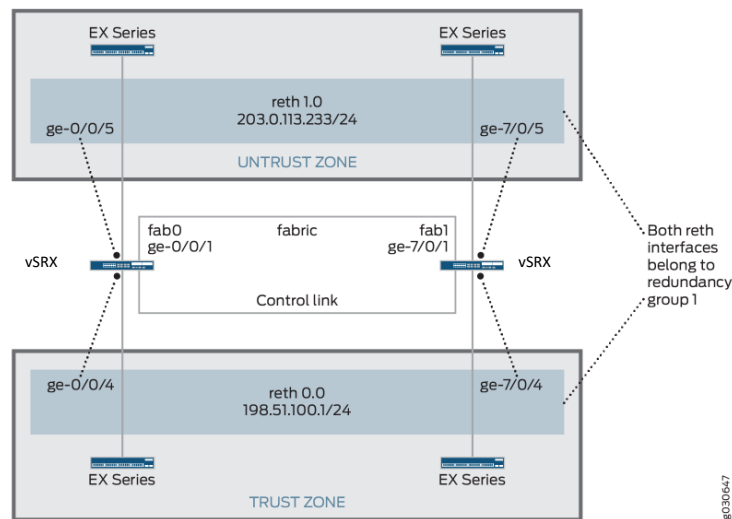 EX Series
EX Series
reth 1.0
203.0.113.233/24
ge-0/0/5
ge-7/0/5
UNTRUST ZONE
fab0
ge-0/0/1
fabric
fab1
ge-7/0/1
vSRX
vSRX
Control link
Both reth
interfaces
belong to
redundancy
group 1
ge-0/0/4
ge-7/0/4
reth 0.0
198.51.100.1/24
EX Series
EX Series
TRUST ZONE
g030647